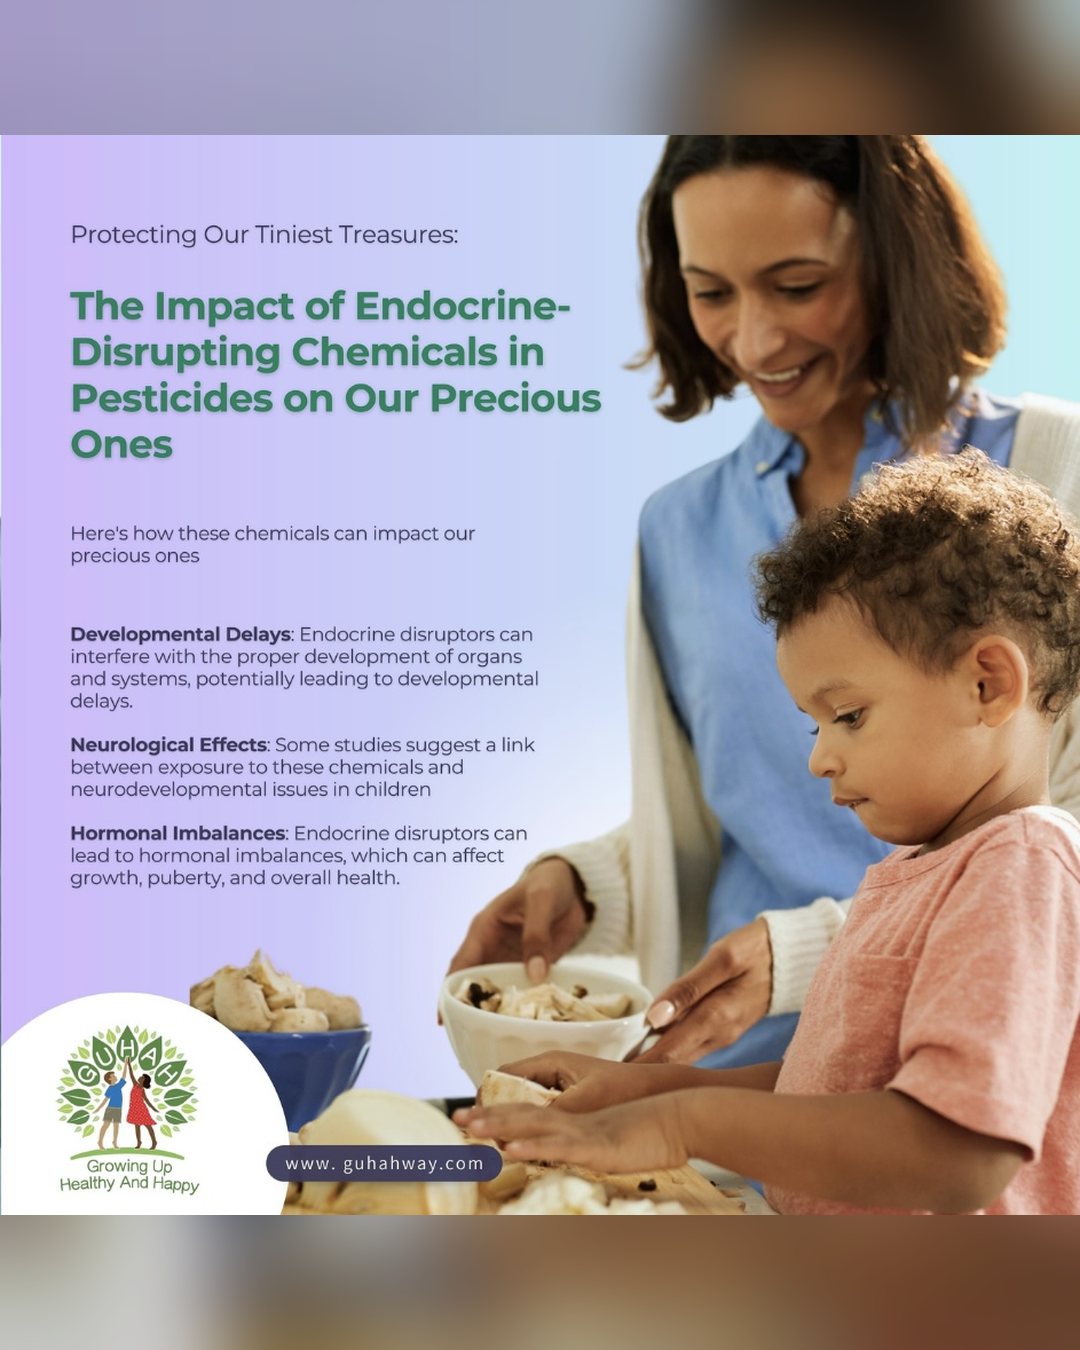 Protecting Our Tiniest Treasures:
The Impact of Endocrine-
Disrupting Chemicals in
Pesticides on Our Precious
Ones
Here's how these chemicals can impact our
precious ones
Developmental Delays: Endocrine disruptors can
interfere with the proper development of organs
and systems, potentially leading to developmental
delays.
Neurological Effects: Some studies suggest a link
between exposure to these chemicals and
neurodevelopmental issues in children
Hormonal Imbalances: Endocrine disruptors can
lead to hormonal imbalances, which can affect
growth, puberty, and overall health.
GUHAH
Growing Up
Healthy And Happy
www. guhahway.com